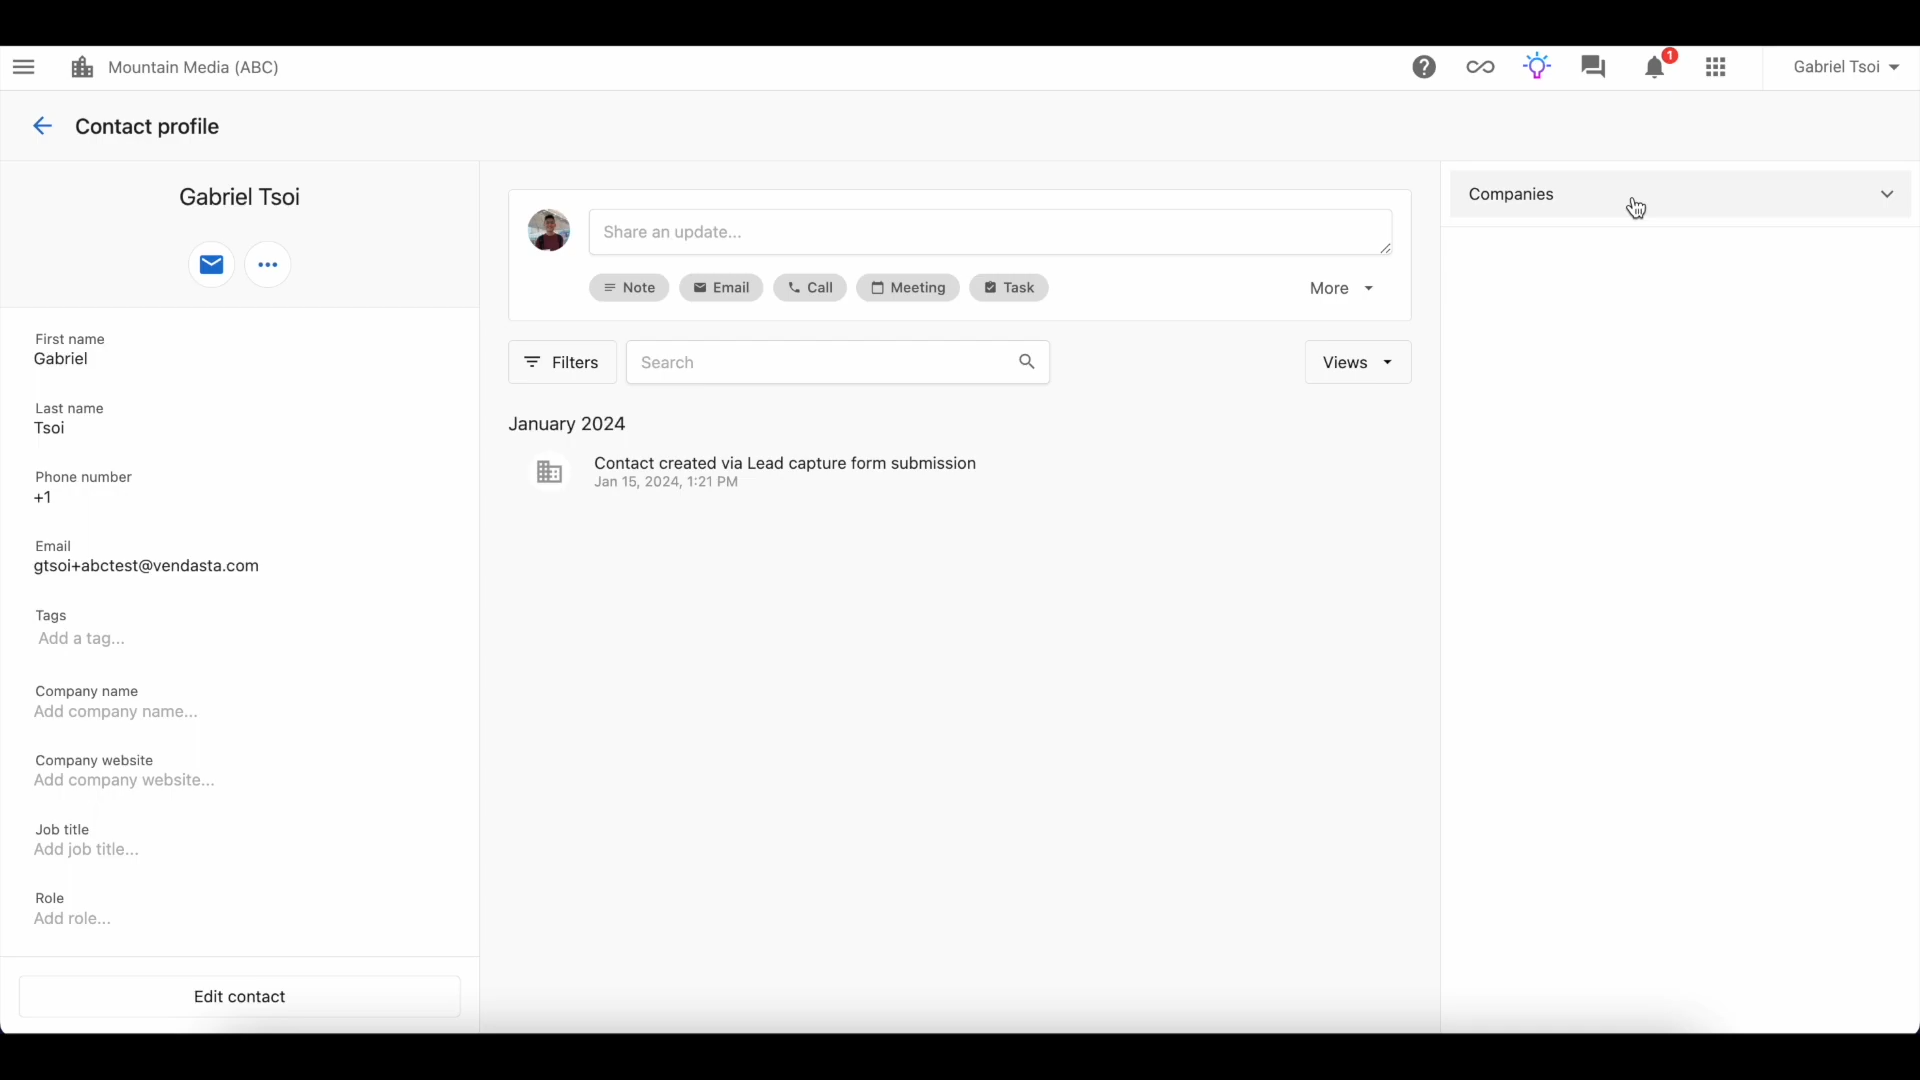 Mountain Media (ABC)
1
Gabriel Tsoi
Contact profile
Gabriel Tsoi
First name
Gabriel
Last name
Tsoi
Phone number
+1
Email
gtsoi+abctest@vendasta.com
Tags
Add a tag...
Company name
Add company name...
Company website
Add company website...
Job title
Add job title...
Role
Add role...
Edit contact
Share an update...
Note Email Call Meeting Task More
Filters Search Views
January 2024
Contact created via Lead capture form submission
Jan 15, 2024, 1:21 PM
Companies